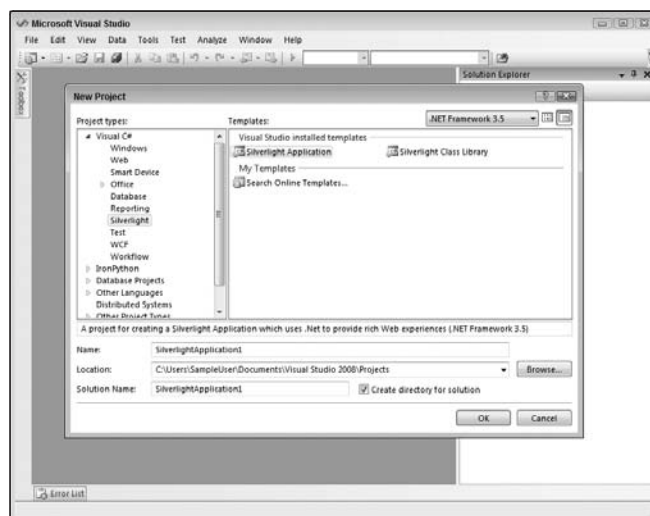 Microsoft Visual Studio
File Edit View Data Tools Test Analyze Window Help
Toolbox
Solution Explorer
New Project
Project types:
Templates:
.NET Framework 3.5
Visual C#
Windows
Web
Smart Device
Office
Database
Reporting
Silverlight
Test
WCF
Workflow
IronPython
Database Projects
Other Languages
Distributed Systems
Other Project Types
Visual Studio installed templates
Silverlight Application
Silverlight Class Library
My Templates
Search Online Templates...
A project for creating a Silverlight Application which uses .Net to provide rich Web experiences (.NET Framework 3.5)
Name: SilverlightApplication1
Location: C:\Users\SampleUser\Documents\Visual Studio 2008\Projects Browse...
Solution Name: SilverlightApplication1 Create directory for solution
OK Cancel
Error List